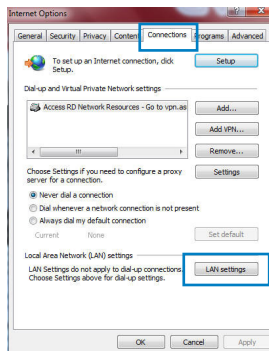 Internet Options
General Security Privacy Content Connections Programs Advanced
To set up an Internet connection, click Setup.
Setup
Dial-up and Virtual Private Network settings
Access RD Network Resources - Go to vpn.as
Add...
Add VPN...
Remove...
Choose Settings if you need to configure a proxy server for a connection.
Settings
Never dial a connection
Dial whenever a network connection is not present
Always dial my default connection
Current None
Set default
Local Area Network (LAN) settings
LAN Settings do not apply to dial-up connections. Choose Settings above for dial-up settings.
LAN settings
OK Cancel Apply